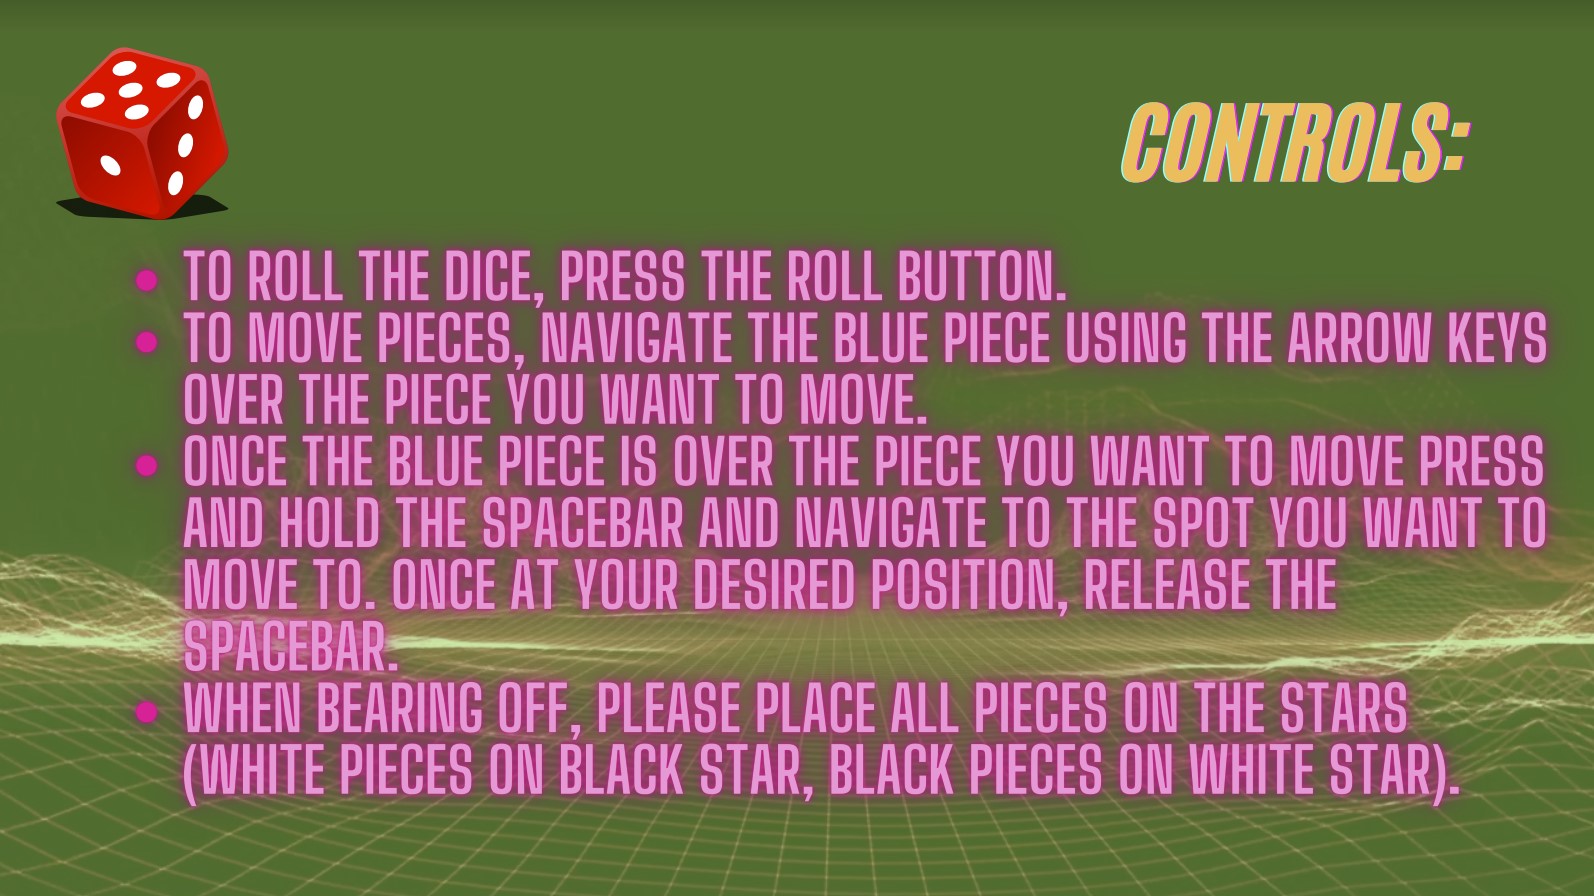 CONTROLS:
• TO ROLL THE DICE, PRESS THE ROLL BUTTON.
• TO MOVE PIECES, NAVIGATE THE BLUE PIECE USING THE ARROW KEYS
OVER THE PIECE YOU WANT TO MOVE.
• ONCE THE BLUE PIECE IS OVER THE PIECE YOU WANT TO MOVE PRESS
AND HOLD THE SPACEBAR AND NAVIGATE TO THE SPOT YOU WANT TO
MOVE TO. ONCE AT YOUR DESIRED POSITION, RELEASE THE
SPACEBAR.
• WHEN BEARING OFF, PLEASE PLACE ALL PIECES ON THE STARS
(WHITE PIECES ON BLACK STAR, BLACK PIECES ON WHITE STAR).